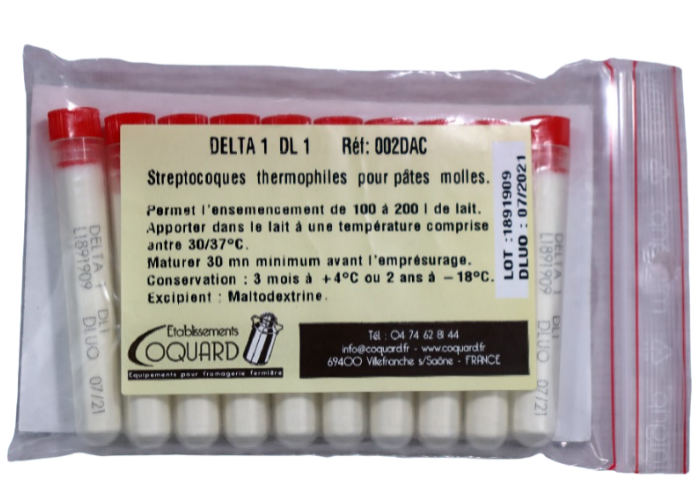 DELTA 1 DL 1 Réf: 002DAC
Streptocoques thermophiles pour pâtes molles.
Permet l'ensemencement de 100 à 200 l de lait.
Apporter dans le lait à une température comprise
entre 30/37°C.
Maturer 30 mn minimum avant l'emprésurage.
Conservation : 3 mois à +4°C ou 2 ans à -18°C.
Excipient : Maltodextrine.
LOT :1891909
DLUO : 07/2021
Etablissements
COQUARD
Equipements pour fromagerie fermière
Tél : 04 74 62 81 44
info@coquard.fr - www.coquard.fr
69400 Villefranche s/Saône - FRANCE
DELTA 1 DL1
L1891909 DLUO 07/21
DELTA 1 DL1
L1891909 DLUO 07/21